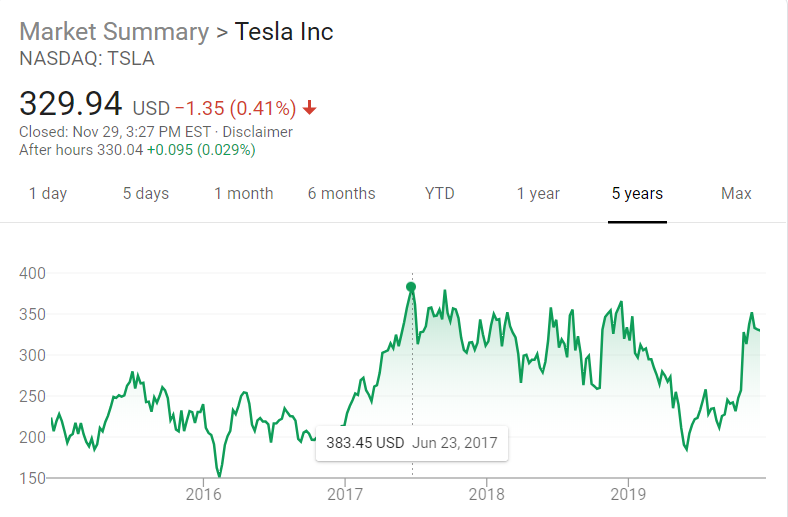 Market Summary > Tesla Inc
NASDAQ: TSLA
329.94 USD −1.35 (0.41%)
Closed: Nov 29, 3:27 PM EST · Disclaimer
After hours 330.04 +0.095 (0.029%)
1 day 5 days 1 month 6 months YTD 1 year 5 years Max
400
350
300
250
200
150
383.45 USD Jun 23, 2017
2016 2017 2018 2019